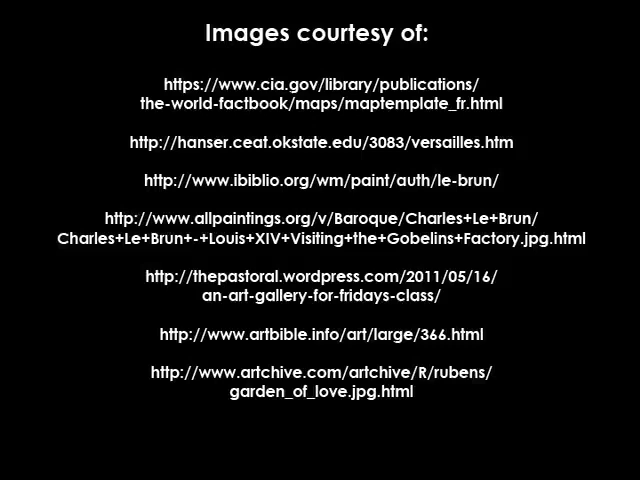 Images courtesy of:
https://www.cia.gov/library/publications/
the-world-factbook/maps/maptemplate_fr.html
http://hanser.ceat.okstate.edu/3083/versailles.htm
http://www.ibiblio.org/wm/paint/auth/le-brun/
http://www.allpaintings.org/v/Baroque/Charles+Le+Brun/
Charles+Le+Brun+-+Louis+XIV+Visiting+the+Gobelins+Factory.jpg.html
http://thepastoral.wordpress.com/2011/05/16/
an-art-gallery-for-fridays-class/
http://www.artbible.info/art/large/366.html
http://www.artchive.com/artchive/R/rubens/
garden_of_love.jpg.html